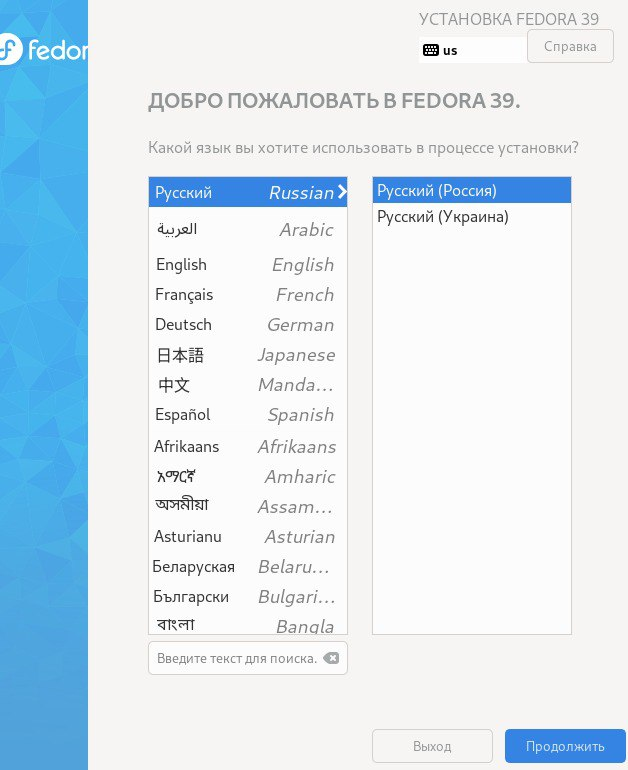 УСТАНОВКА FEDORA 39
fedor
us
Справка
ДОБРО ПОЖАЛОВАТЬ В FEDORA 39.
Какой язык вы хотите использовать в процессе установки?
Русский Russian
العربية Arabic
English English
Français French
Deutsch German
日本語 Japanese
中文 Manda...
Español Spanish
Afrikaans Afrikaans
አማርኛ Amharic
অসমীয়া Assam...
Asturianu Asturian
Беларуская Belaru...
Български Bulgari...
বাংলা Bangla
Русский (Россия)
Русский (Украина)
Введите текст для поиска.
Выход
Продолжить